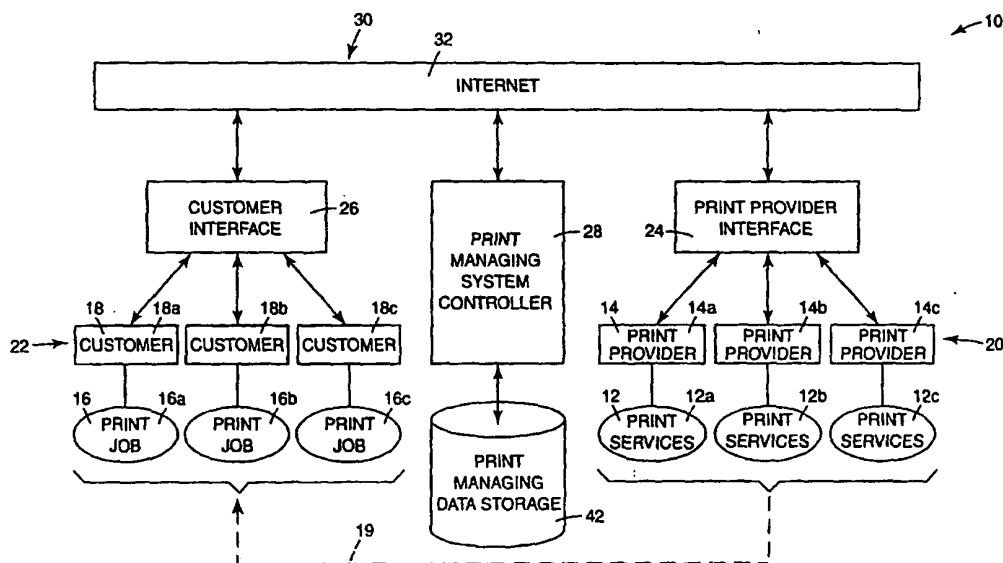 30
32
10
INTERNET
CUSTOMER
INTERFACE
26
PRINT
MANAGING
SYSTEM
CONTROLLER
28
PRINT PROVIDER
INTERFACE
24
18
18a
18b
18c
22
CUSTOMER
CUSTOMER
CUSTOMER
14
14a
14b
14c
PRINT
PROVIDER
PRINT
PROVIDER
PRINT
PROVIDER
20
16
16a
16b
16c
PRINT
JOB
PRINT
JOB
PRINT
JOB
12
12a
12b
12c
PRINT
SERVICES
PRINT
SERVICES
PRINT
SERVICES
PRINT
MANAGING
DATA STORAGE
42
19